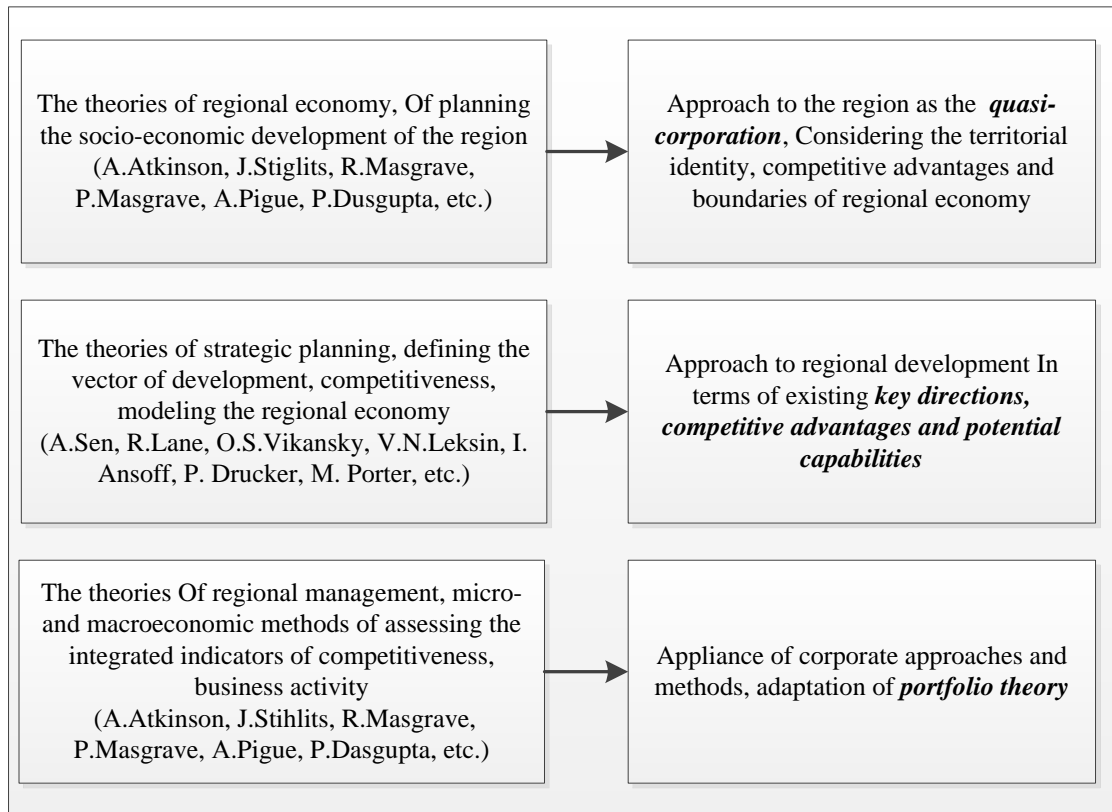 The theories of regional economy, Of planning
the socio-economic development of the region
(A.Atkinson, J.Stiglits, R.Masgrave,
P.Masgrave, A.Pigue, P.Dusgupta, etc.)
Approach to the region as the quasi-
corporation, Considering the territorial
identity, competitive advantages and
boundaries of regional economy
The theories of strategic planning, defining the
vector of development, competitiveness,
modeling the regional economy
(A.Sen, R.Lane, O.S.Vikansky, V.N.Leksin, I.
Ansoff, P. Drucker, M. Porter, etc.)
Approach to regional development In
terms of existing key directions,
competitive advantages and potential
capabilities
The theories Of regional management, micro-
and macroeconomic methods of assessing the
integrated indicators of competitiveness,
business activity
(A.Atkinson, J.Stihlits, R.Masgrave,
P.Masgrave, A.Pigue, P.Dasgupta, etc.)
Appliance of corporate approaches and
methods, adaptation of portfolio theory